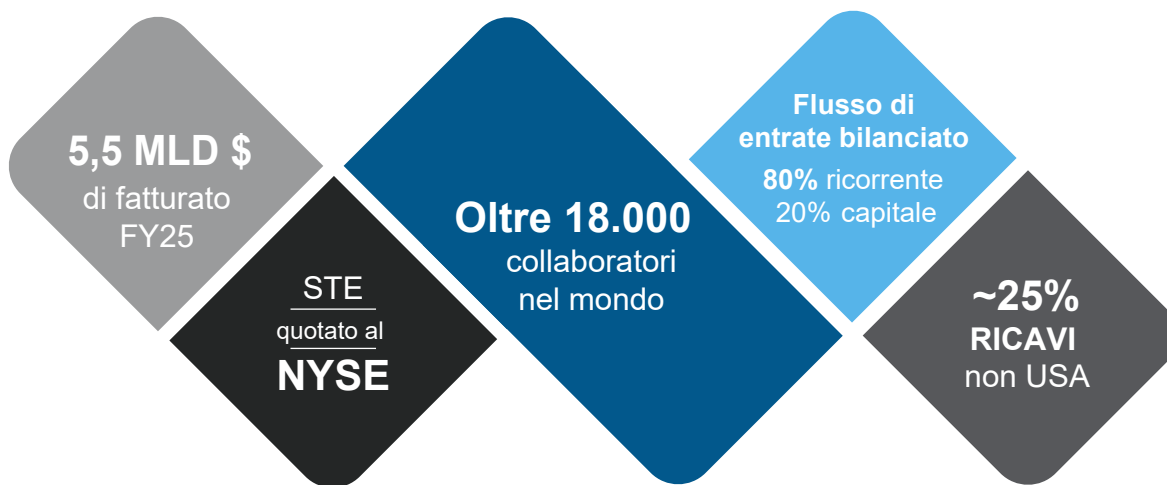 5,5 MLD $
di fatturato
FY25
STE
quotato al
NYSE
Oltre 18.000
collaboratori
nel mondo
Flusso di
entrate bilanciato
80% ricorrente
20% capitale
~25%
RICAVI
non USA